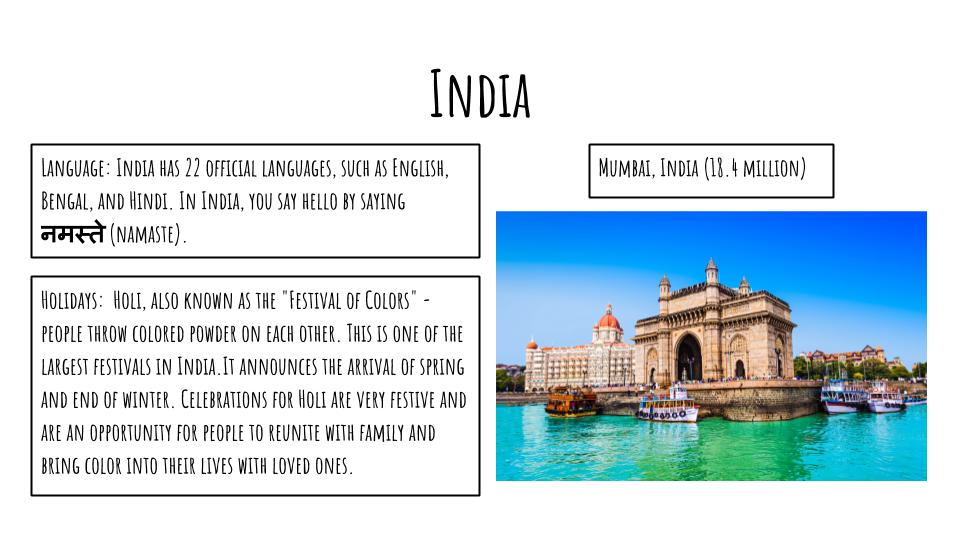 India
Language: India has 22 official languages, such as English,
Bengal, and Hindi. In India, you say hello by saying
नमस्ते (namaste).
Mumbai, India (18.4 million)
Holidays:  Holi, also known as the "Festival of Colors" -
people throw colored powder on each other. This is one of the
largest festivals in India.It announces the arrival of spring
and end of winter. Celebrations for Holi are very festive and
are an opportunity for people to reunite with family and
bring color into their lives with loved ones.